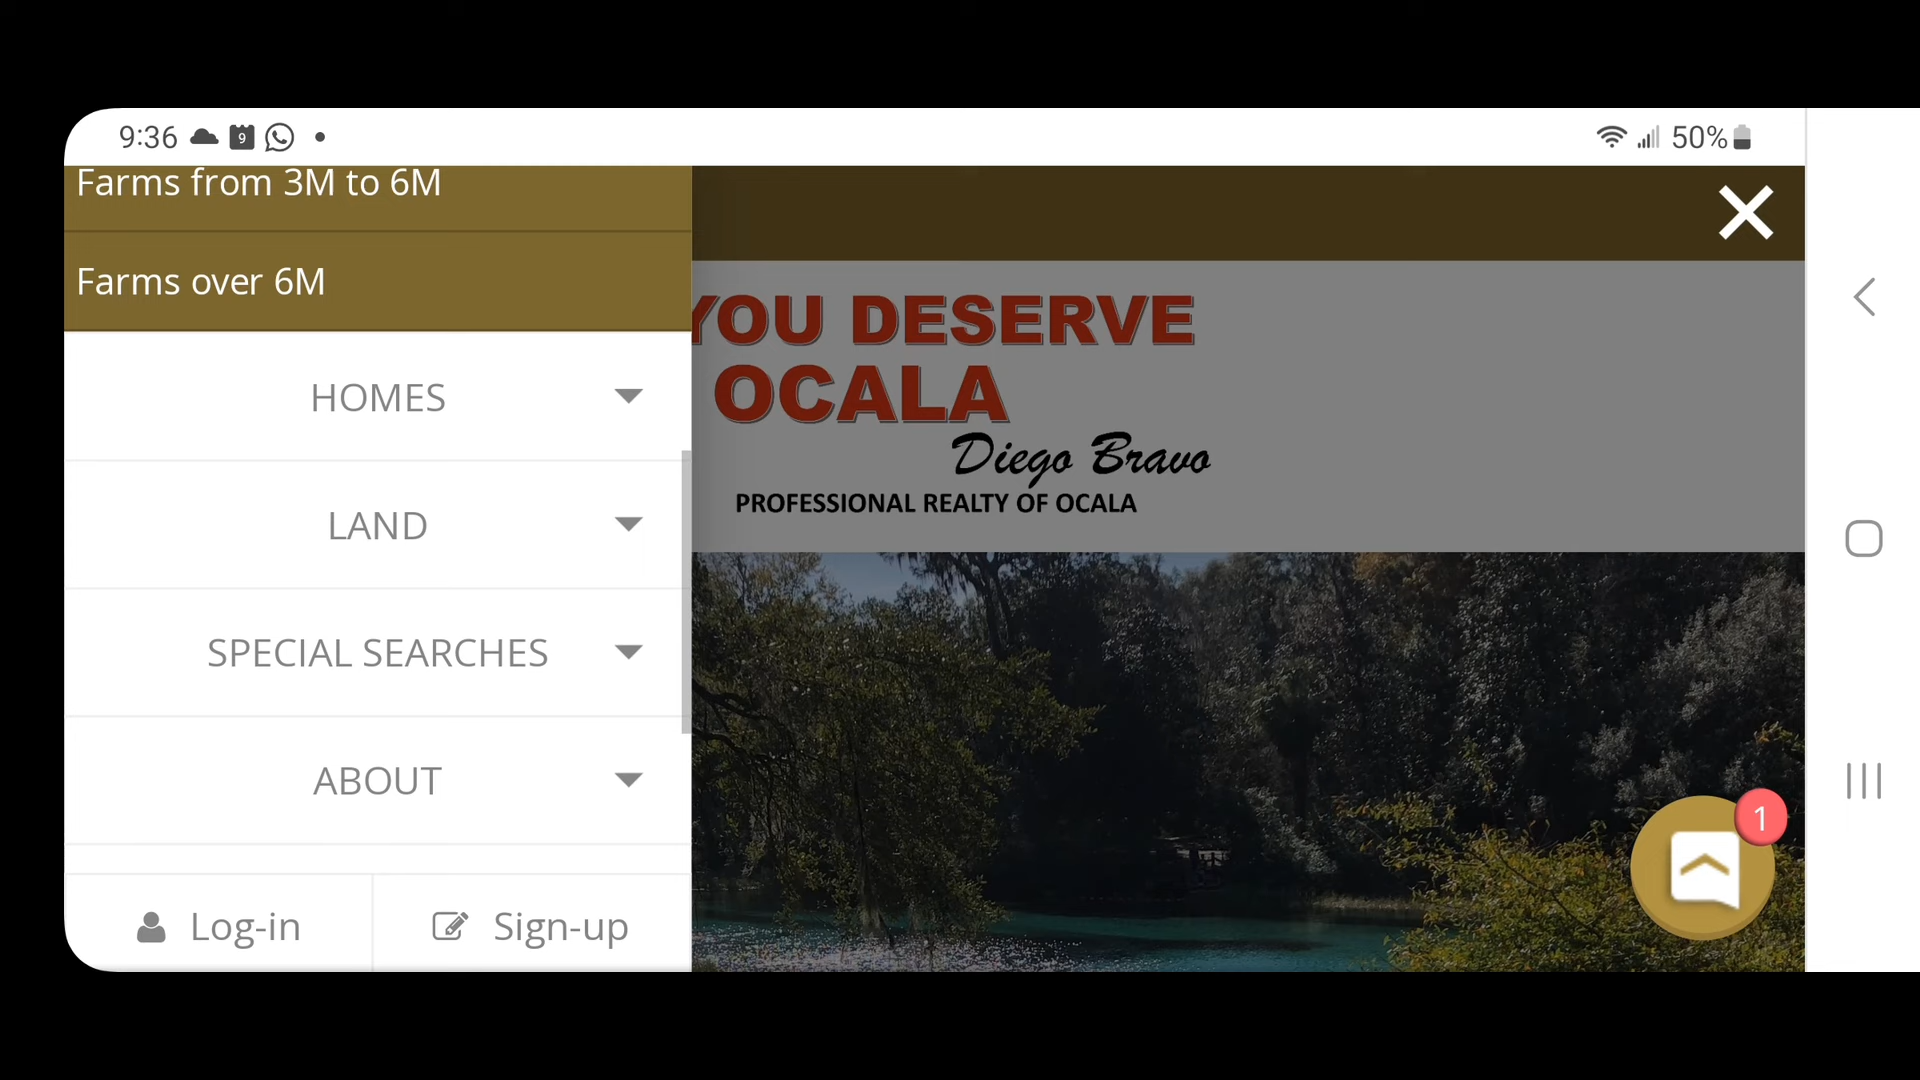 9:36
9
50%
Farms from 3M to 6M
Farms over 6M
YOU DESERVE
OCALA
Diego Bravo
PROFESSIONAL REALTY OF OCALA
HOMES
LAND
SPECIAL SEARCHES
ABOUT
1
Log-in
Sign-up